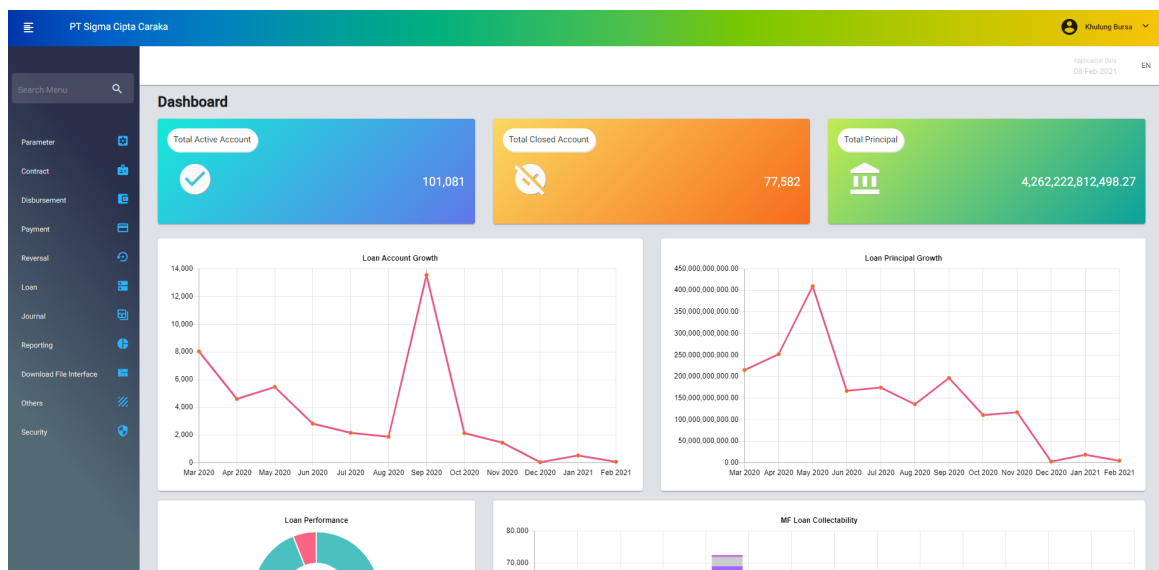 PT Sigma Cipta Caraka
Khulung Bursa
Application Date
08-Feb-2021
EN
Search Menu
Parameter
Contract
Disbursement
Payment
Reversal
Loan
Journal
Reporting
Download File Interface
Others
Security
Dashboard
Total Active Account
101,081
Total Closed Account
77,582
Total Principal
4,262,222,812,498.27
Loan Account Growth
14,000
12,000
10,000
8,000
6,000
4,000
2,000
0
Mar 2020 Apr 2020 May 2020 Jun 2020 Jul 2020 Aug 2020 Sep 2020 Oct 2020 Nov 2020 Dec 2020 Jan 2021 Feb 2021
Loan Principal Growth
450,000,000,000.00
400,000,000,000.00
350,000,000,000.00
300,000,000,000.00
250,000,000,000.00
200,000,000,000.00
150,000,000,000.00
100,000,000,000.00
50,000,000,000.00
0.00
Mar 2020 Apr 2020 May 2020 Jun 2020 Jul 2020 Aug 2020 Sep 2020 Oct 2020 Nov 2020 Dec 2020 Jan 2021 Feb 2021
Loan Performance
MF Loan Collectability
80,000
70,000